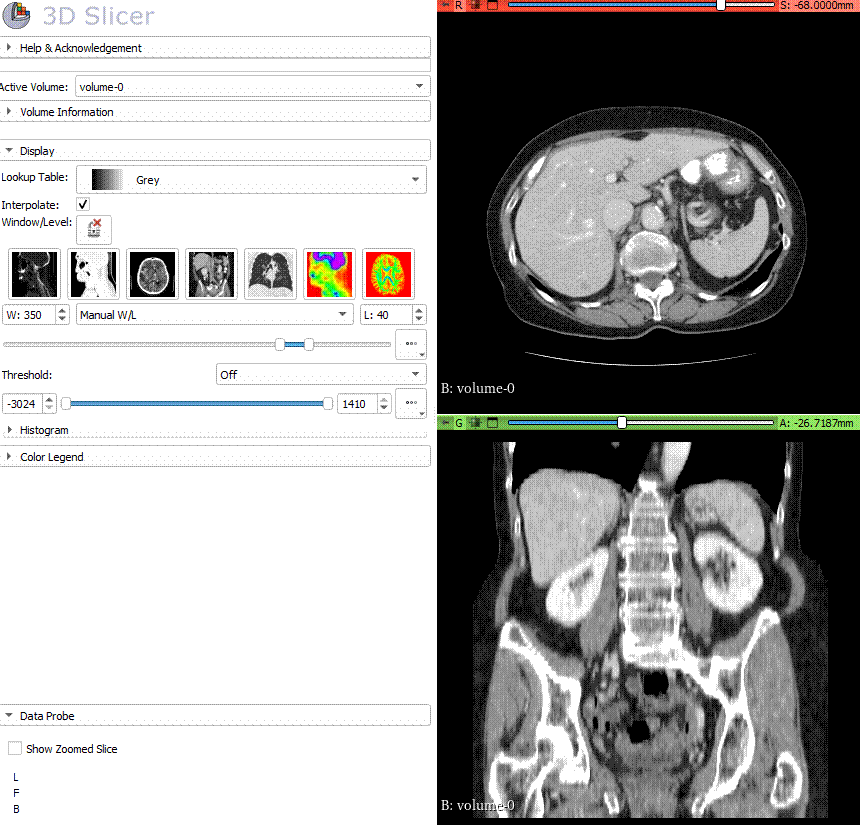 3D Slicer
Help & Acknowledgement
Active Volume: volume-0
Volume Information
Display
Lookup Table: Grey
Interpolate:
Window/Level:
W: 350 Manual W/L L: 40
Threshold: Off
-3024 1410
Histogram
Color Legend
Data Probe
Show Zoomed Slice
L
F
B
R S: -68.0000mm
B: volume-0
G A: -26.7187mm
B: volume-0